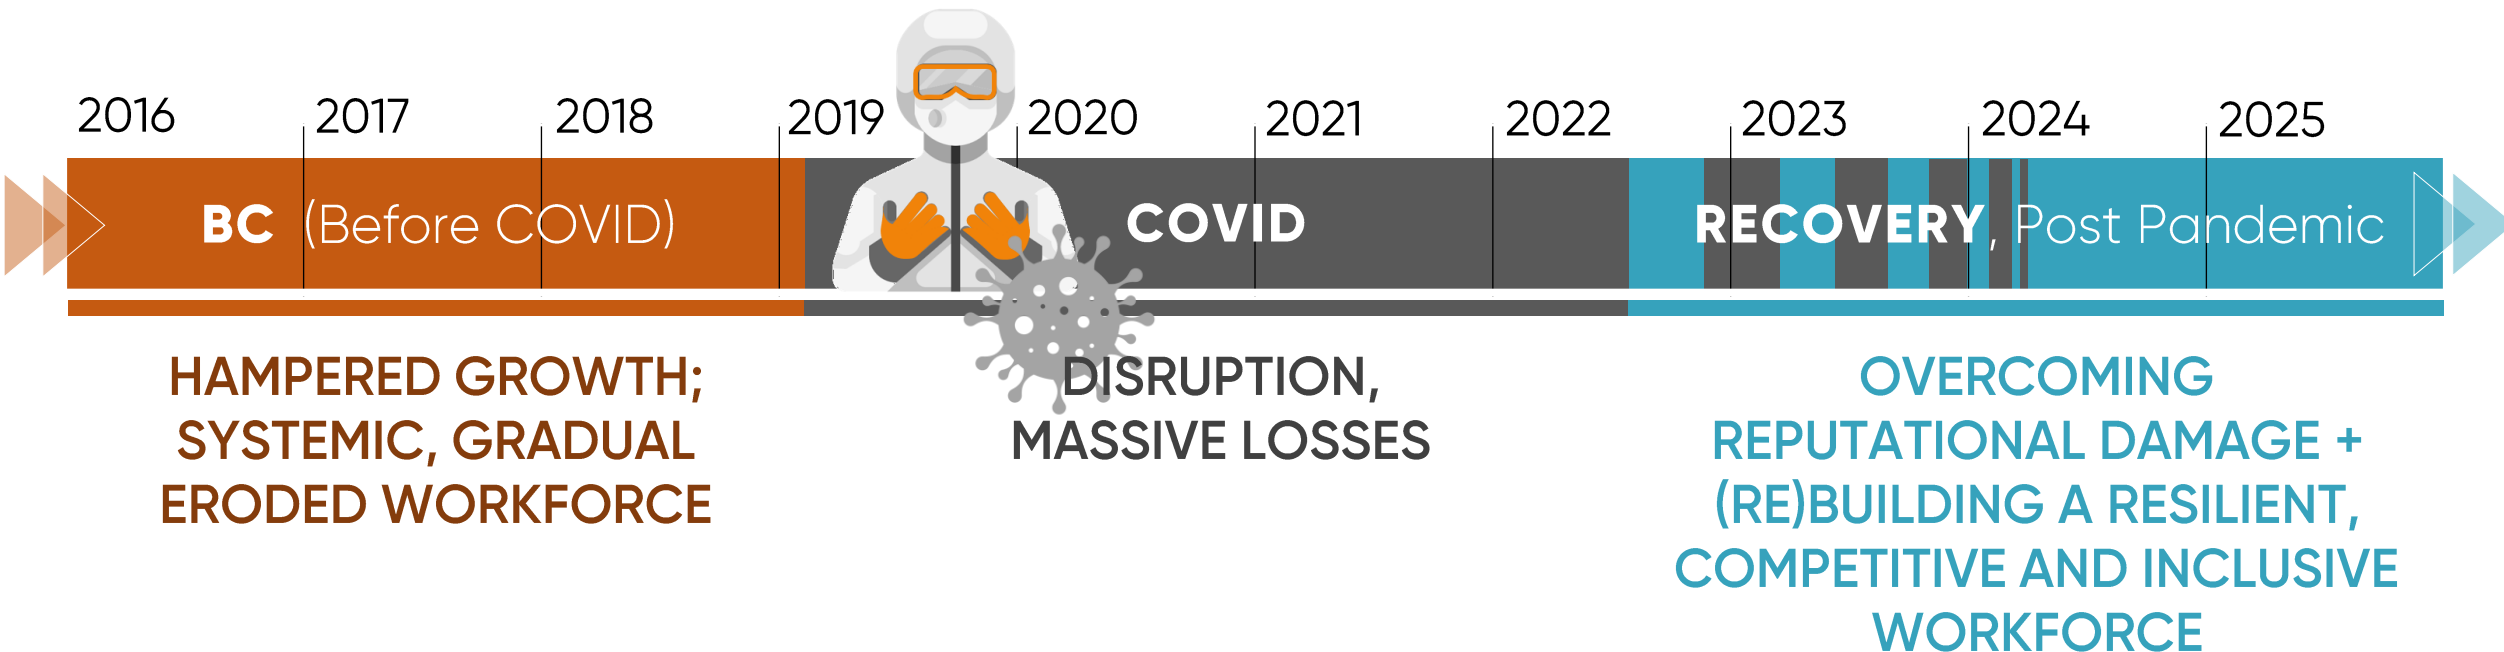 2016 2017 2018 2019 2020 2021 2022 2023 2024 2025
BC (Before COVID) COVID RECOVERY, Post Pandemic
HAMPERED GROWTH;
SYSTEMIC, GRADUAL
ERODED WORKFORCE
DISRUPTION,
MASSIVE LOSSES
OVERCOMING
REPUTATIONAL DAMAGE +
(RE)BUILDING A RESILIENT,
COMPETITIVE AND INCLUSIVE
WORKFORCE